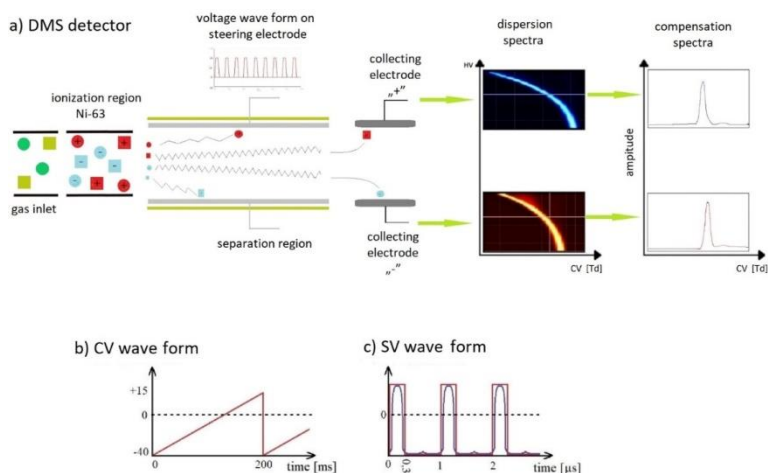 a) DMS detector
voltage wave form on
steering electrode
ionization region
Ni-63
gas inlet
separation region
collecting
electrode
„+”
collecting
electrode
„-”
dispersion
spectra
HV
CV [Td]
compensation
spectra
amplitude
CV [Td]
b) CV wave form
+15
0
-40
0
200
time [ms]
c) SV wave form
0
0
0.3
1
2
time [µs]